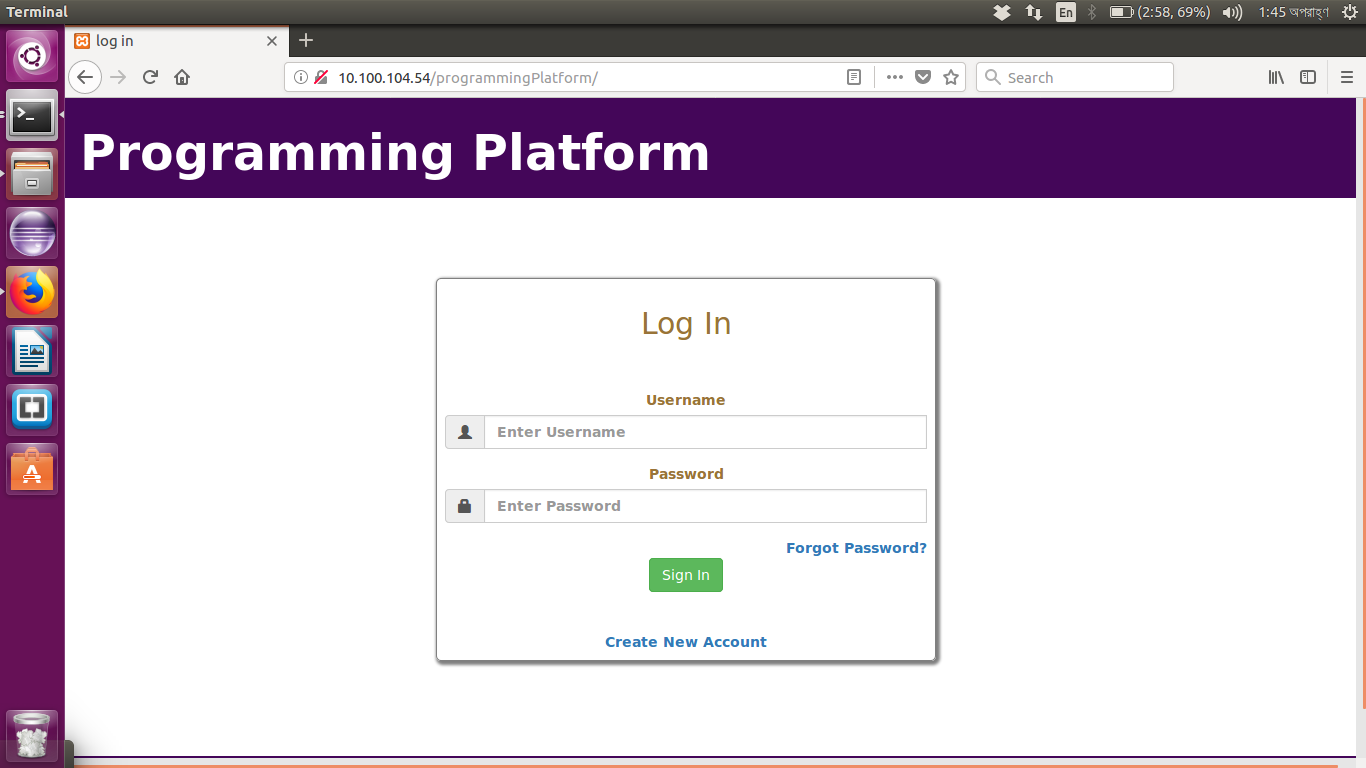 Terminal
En
(2:58, 69%)
1:45 অপরাহ্ণ
log in
10.100.104.54/programmingPlatform/
Search
Programming Platform
Log In
Username
Enter Username
Password
Enter Password
Forgot Password?
Sign In
Create New Account